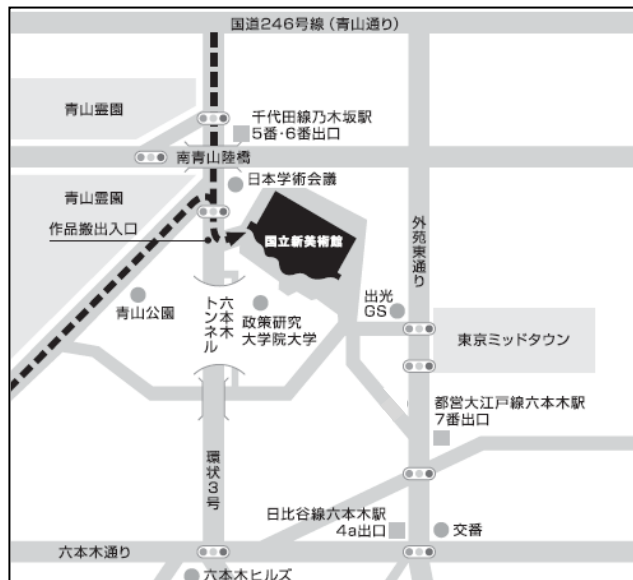 国道246号線（青山通り）
青山霊園
千代田線乃木坂駅
5番・6番出口
南青山陸橋
日本学術会議
青山霊園
作品搬出入口
国立新美術館
外苑東通り
青山公園
六本木
トンネル
政策研究
大学院大学
出光
GS
東京ミッドタウン
都営大江戸線六本木駅
7番出口
環状3号
日比谷線六本木駅
4a出口
交番
六本木通り
六本木ヒルズ